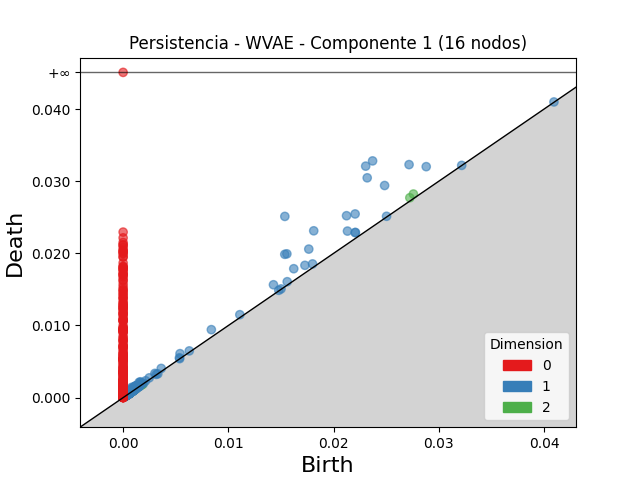 Persistencia - WVAE - Componente 1 (16 nodos)
+∞
0.040
0.030
0.020
0.010
0.000
Death
Dimension
0
1
2
0.00 0.01 0.02 0.03 0.04
Birth